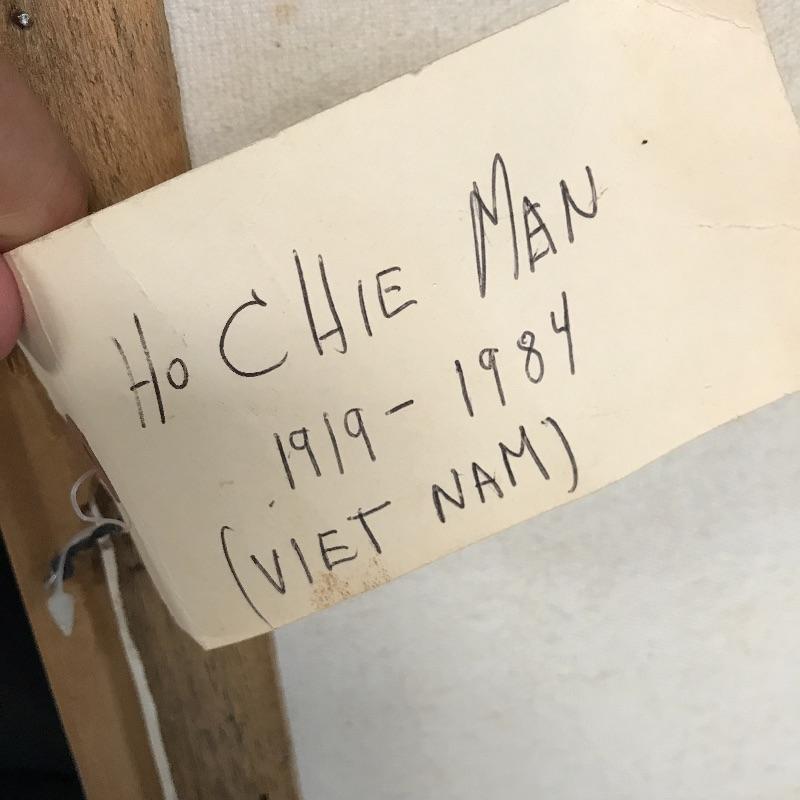 Ho CHIE MAN
1919 - 1984
(VIET NAM)